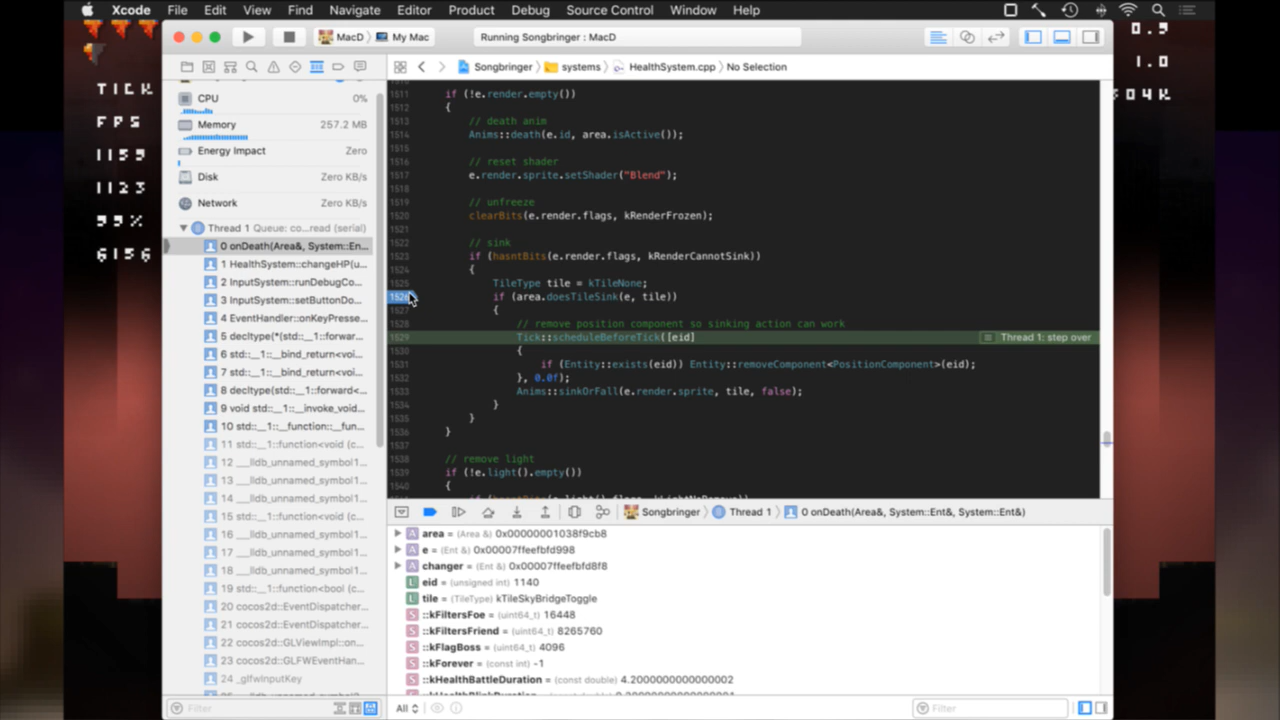 Xcode File Edit View Find Navigate Editor Product Debug Source Control Window Help
MacD My Mac
Running Songbringer : MacD
TICK
FPS
1159
1123
99%
6156
0.9
1.0
304K
CPU 0%
Memory 257.2 MB
Energy Impact Zero
Disk Zero KB/s
Network Zero KB/s
Thread 1 Queue: co...read (serial)
0 onDeath(Area&, System::En...
1 HealthSystem::changeHP(u...
2 InputSystem::runDebugCo...
3 InputSystem::setButtonDo...
4 EventHandler::onKeyPresse...
5 decltype(*(std::__1::forwar...
6 std::__1::__bind_return<voi...
7 std::__1::__bind_return<voi...
8 decltype(std::__1::forward<...
9 void std::__1::__invoke_void...
10 std::__1::__function::__fun...
11 std::__1::function<void (c...
12 ___lldb_unnamed_symbol1...
13 ___lldb_unnamed_symbol1...
14 ___lldb_unnamed_symbol1...
15 std::__1::function<void (c...
16 ___lldb_unnamed_symbol1...
17 ___lldb_unnamed_symbol1...
18 ___lldb_unnamed_symbol1...
19 std::__1::function<bool (c...
20 cocos2d::EventDispatcher...
21 cocos2d::EventDispatcher...
22 cocos2d::GLViewImpl::on...
23 cocos2d::GLFWEventHan...
24 _glfwInputKey
Filter
Songbringer systems HealthSystem.cpp No Selection
1511 if (!e.render.empty())
1512 {
1513 // death anim
1514 Anims::death(e.id, area.isActive());
1515
1516 // reset shader
1517 e.render.sprite.setShader("Blend");
1518
1519 // unfreeze
1520 clearBits(e.render.flags, kRenderFrozen);
1521
1522 // sink
1523 if (hasntBits(e.render.flags, kRenderCannotSink))
1524 {
1525 TileType tile = kTileNone;
1526 if (area.doesTileSink(e, tile))
1527 {
1528 // remove position component so sinking action can work
1529 Tick::scheduleBeforeTick([eid] Thread 1: step over
1530 {
1531 if (Entity::exists(eid)) Entity::removeComponent<PositionComponent>(eid);
1532 }, 0.0f);
1533 Anims::sinkOrFall(e.render.sprite, tile, false);
1534 }
1535 }
1536 }
1537
1538 // remove light
1539 if (!e.light().empty())
1540 {
Songbringer Thread 1 0 onDeath(Area&, System::Ent&, System::Ent&)
A area = (Area &) 0x00000001038f9cb8
A e = (Ent &) 0x00007ffeefbfd998
A changer = (Ent &) 0x00007ffeefbfd8f8
L eid = (unsigned int) 1140
L tile = (TileType) kTileSkyBridgeToggle
S ::kFiltersFoe = (uint64_t) 16448
S ::kFiltersFriend = (uint64_t) 8265760
S ::kFlagBoss = (uint64_t) 4096
S ::kForever = (const int) -1
S ::kHealthBattleDuration = (const double) 4.2000000000000002
All Filter